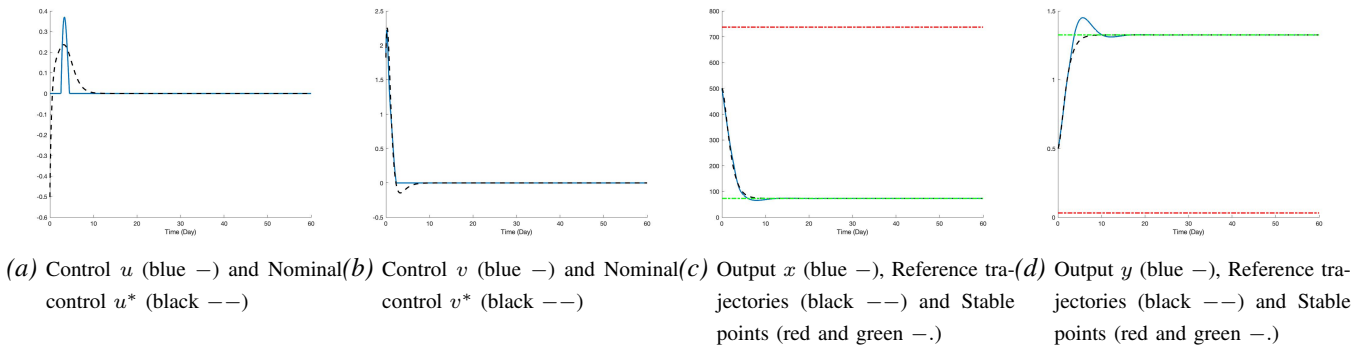 0.4
0.3
0.2
0.1
0
-0.1
-0.2
-0.3
-0.4
-0.5
-0.6
0 10 20 30 40 50 60
Time (Day)
2.5
2
1.5
1
0.5
0
-0.5
0 10 20 30 40 50 60
Time (Day)
800
700
600
500
400
300
200
100
0
0 10 20 30 40 50 60
Time (Day)
1.5
1
0.5
0
0 10 20 30 40 50 60
Time (Day)
(a) Control u (blue −) and Nominal
control u* (black −−)
(b) Control v (blue −) and Nominal
control v* (black −−)
(c) Output x (blue −), Reference tra-
jectories (black −−) and Stable
points (red and green −.)
(d) Output y (blue −), Reference tra-
jectories (black −−) and Stable
points (red and green −.)